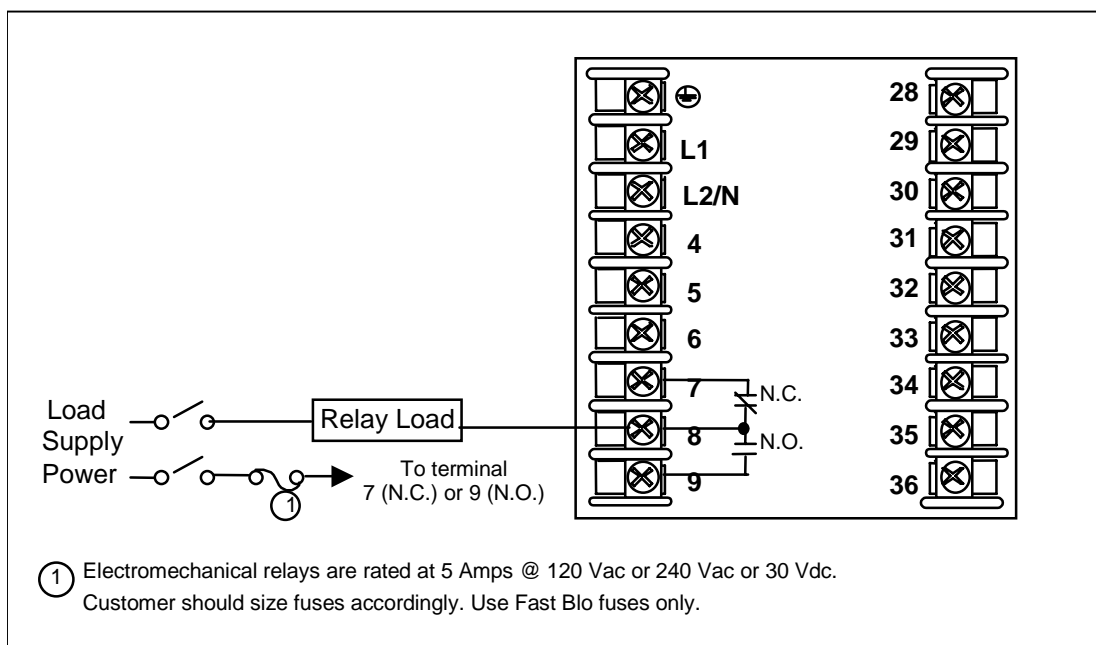 28
29
L1
30
L2/N
31
4
32
5
33
6
34
7
N.C.
Load
Supply
Power
Relay Load
8
N.O.
35
To terminal
7 (N.C.) or 9 (N.O.)
9
36
1
1 Electromechanical relays are rated at 5 Amps @ 120 Vac or 240 Vac or 30 Vdc.
Customer should size fuses accordingly. Use Fast Blo fuses only.